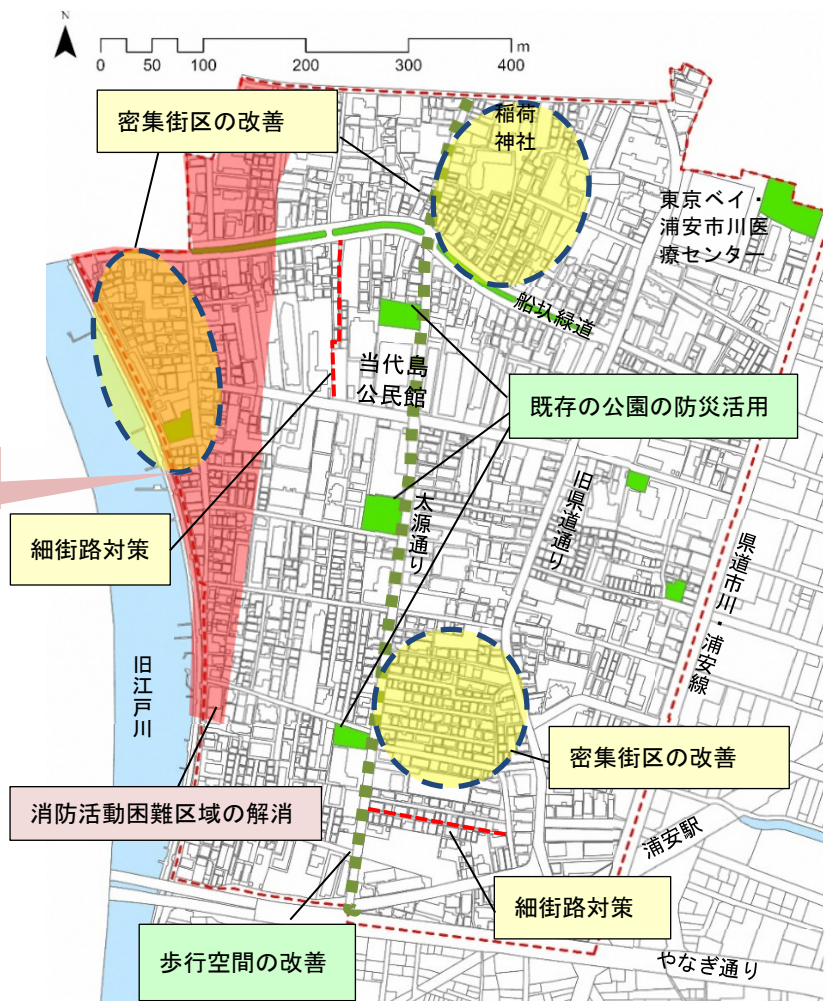 N
m
0 50 100 200 300 400
密集街区の改善
稲荷
神社
東京ベイ・
浦安市川医
療センター
船圦緑道
当代島
公民館
既存の公園の防災活用
太源通り
旧県道通り
県道市川・浦安線
細街路対策
旧江戸川
密集街区の改善
消防活動困難区域の解消
浦安駅
細街路対策
歩行空間の改善
やなぎ通り